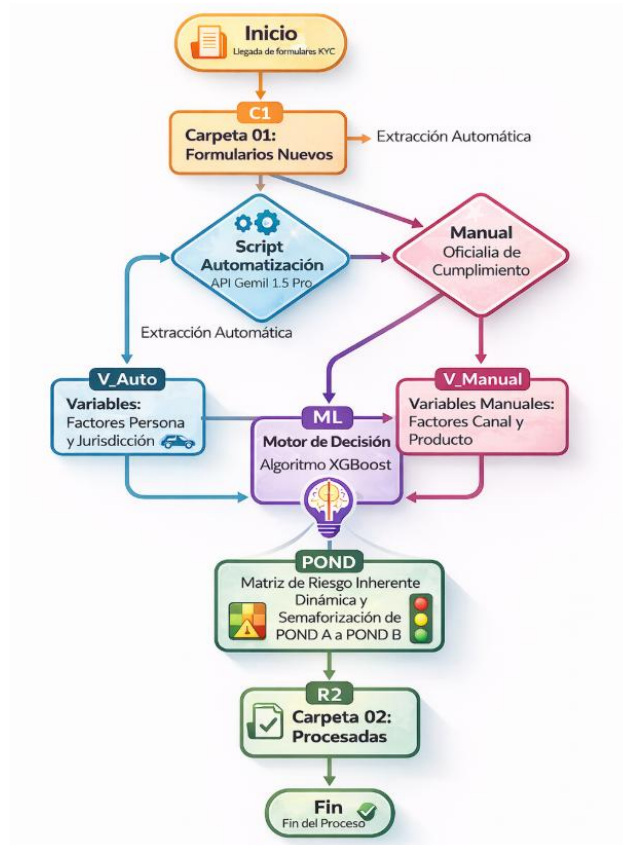 Inicio
Llegada de formulares KYC
C1
Carpeta 01:
Formularios Nuevos
Extracción Automática
Script
Automatización
API Gemil 1.5 Pro
Manual
Oficialia de
Cumplimiento
Extracción Automática
V_Auto
Variables:
Factores Persona
y Jurisdicción
ML
Motor de Decisión
Algoritmo XGBoost
V_Manual
Variables Manuales:
Factores Canal y
Producto
POND
Matriz de Riesgo Inherente
Dinámica y
Semaforización de
POND A a POND B
R2
Carpeta 02:
Procesadas
Fin
Fin del Proceso